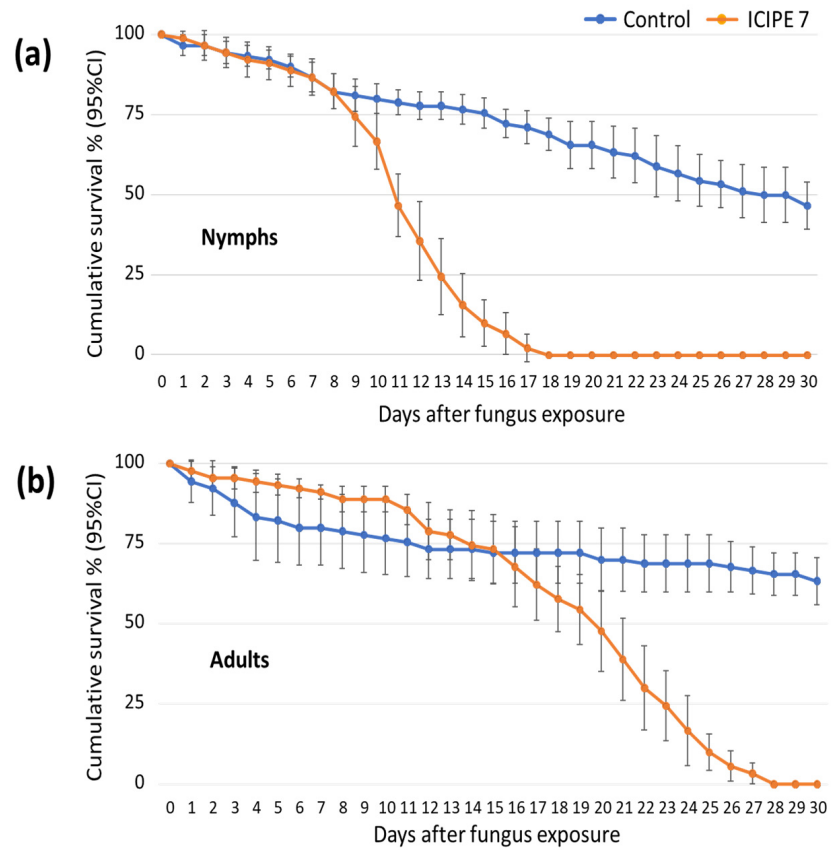 Control ICIPE 7
(a)
Cumulative survival % (95%CI)
100
75
50
25
0
Nymphs
0 1 2 3 4 5 6 7 8 9 10 11 12 13 14 15 16 17 18 19 20 21 22 23 24 25 26 27 28 29 30
Days after fungus exposure
(b)
Cumulative survival % (95%CI)
100
75
50
25
0
Adults
0 1 2 3 4 5 6 7 8 9 10 11 12 13 14 15 16 17 18 19 20 21 22 23 24 25 26 27 28 29 30
Days after fungus exposure